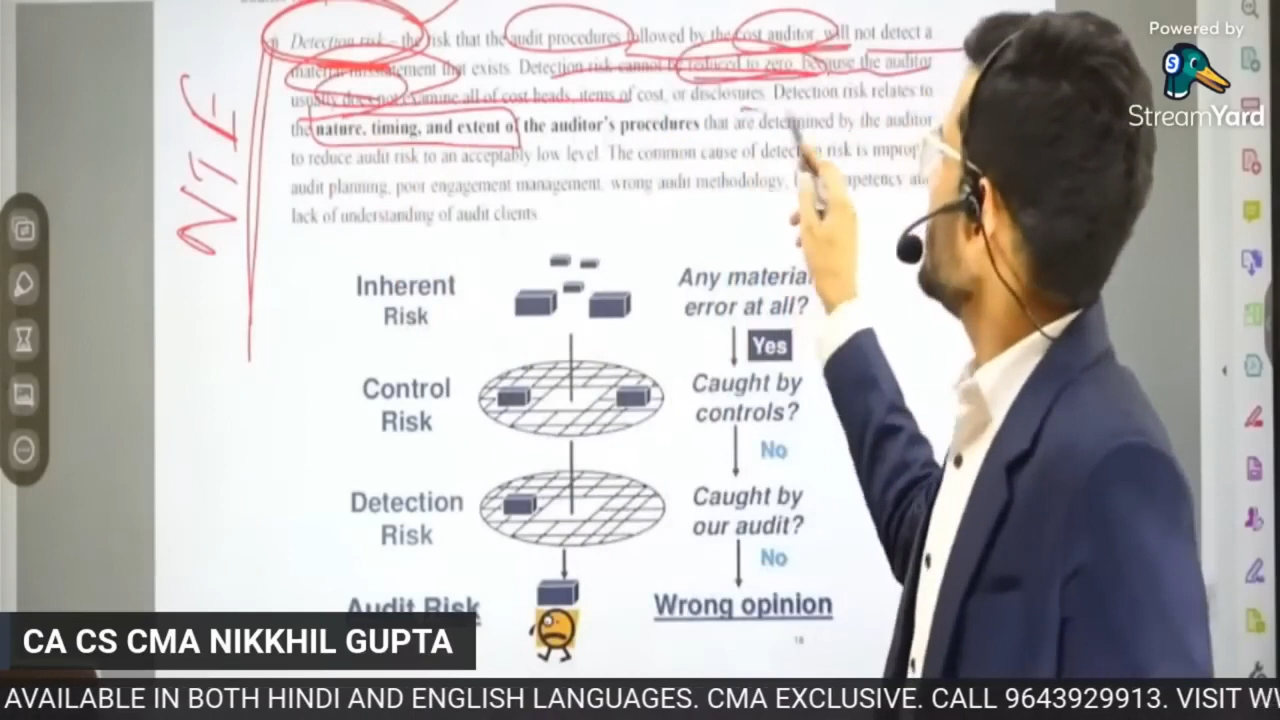 Powered by
StreamYard
Detection risk – the risk that the audit procedures followed by the cost auditor, will not detect a
material misstatement that exists. Detection risk cannot be reduced to zero, because the auditor
usually does not examine all of cost heads, items of cost, or disclosures. Detection risk relates to
the nature, timing, and extent of the auditor's procedures that are determined by the auditor
to reduce audit risk to an acceptably low level. The common cause of detection risk is
audit planning, poor engagement management, wrong audit methodology,
lack of understanding of audit clients
NTE
Inherent
Risk
Any material
error at all?
Yes
Control
Risk
Caught by
controls?
No
Detection
Risk
Caught by
our audit?
No
Audit Risk
Wrong opinion
18
CA CS CMA NIKKHIL GUPTA
AVAILABLE IN BOTH HINDI AND ENGLISH LANGUAGES. CMA EXCLUSIVE. CALL 9643929913. VISIT